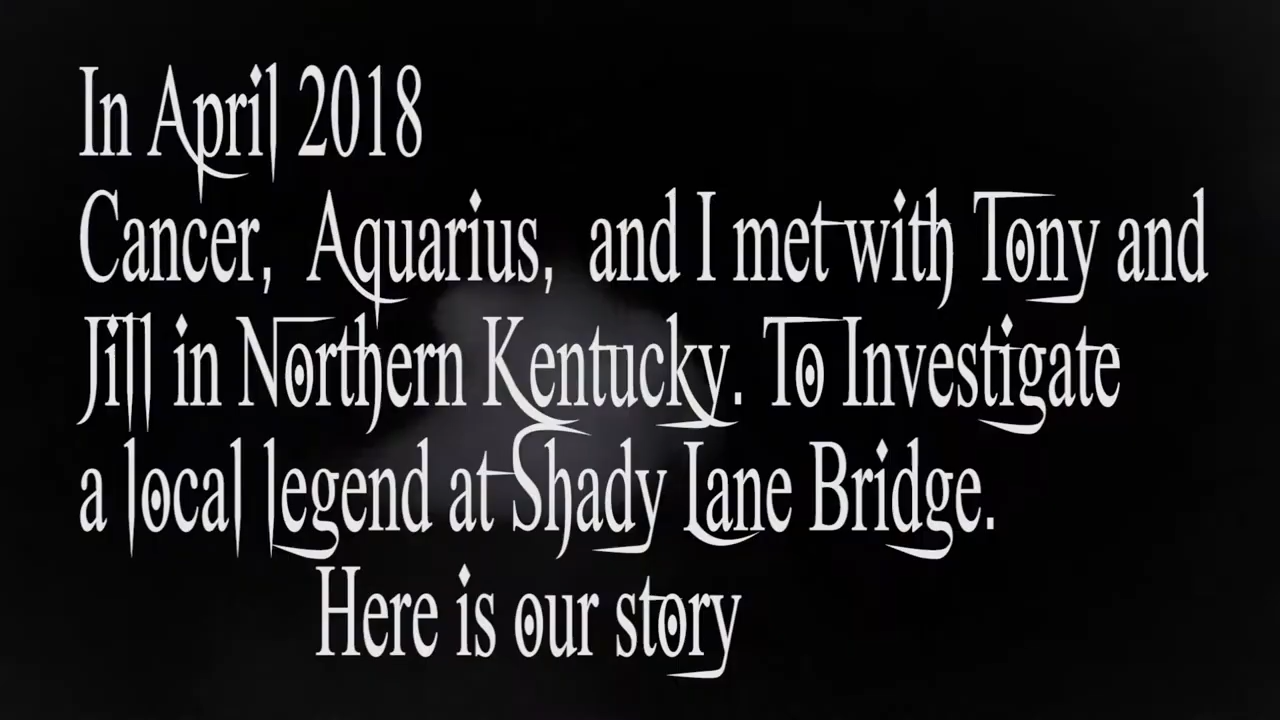 In April 2018
Cancer, Aquarius, and I met with Tony and
Jill in Northern Kentucky. To Investigate
a local legend at Shady Lane Bridge.
Here is our story